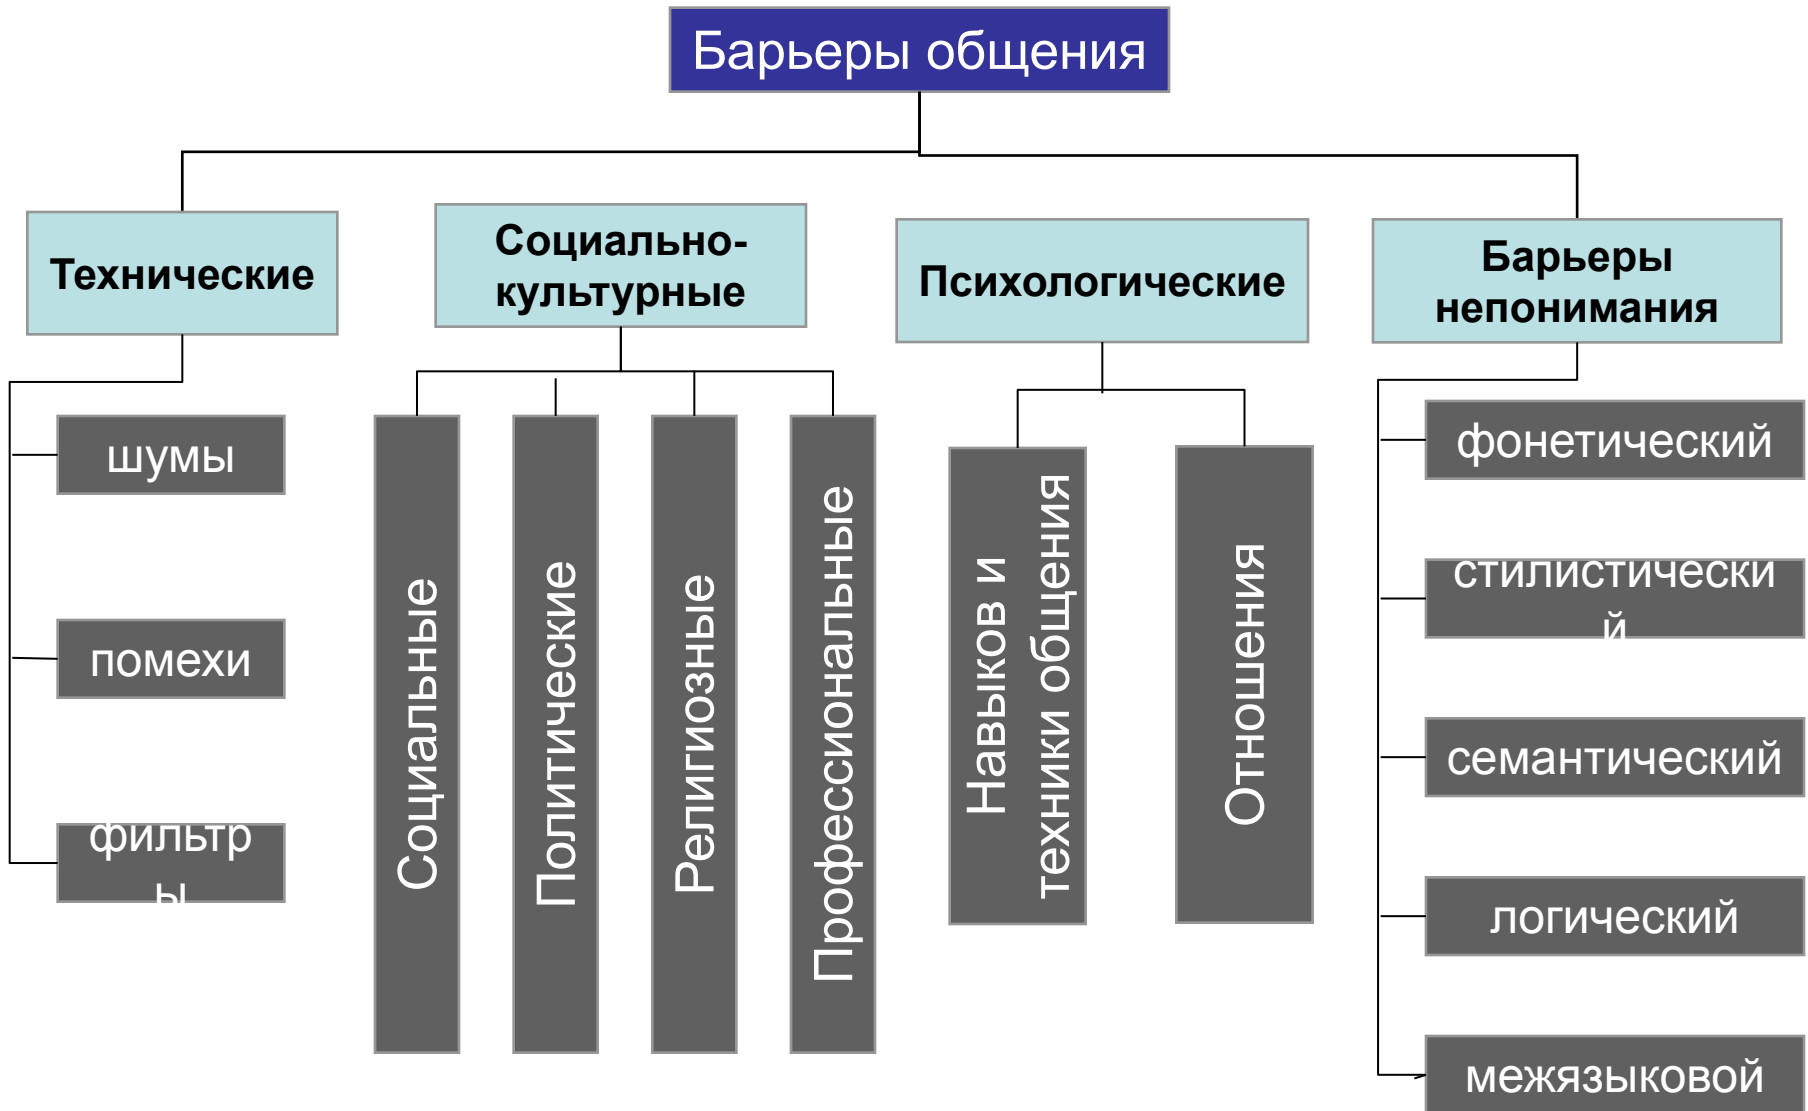 Барьеры общения
Технические
Социально-
культурные
Психологические
Барьеры
непонимания
шумы
помехи
фильтр
ы
Социальные
Политические
Религиозные
Профессиональные
Навыков и
техники общения
Отношения
фонетический
стилистически
й
семантический
логический
межязыковой